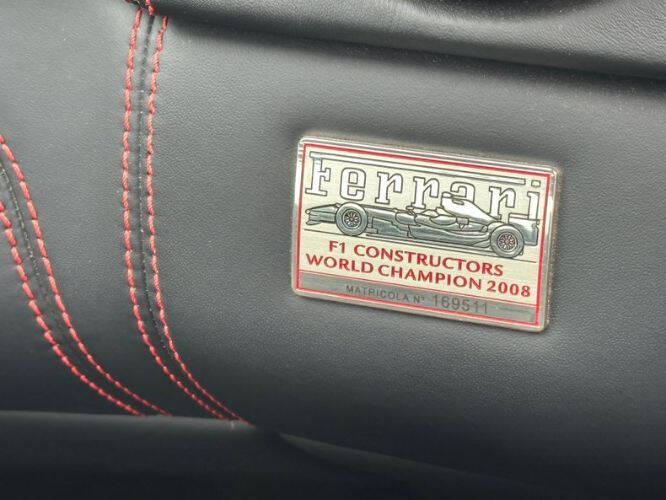 Ferrari
F1 CONSTRUCTORS
WORLD CHAMPION 2008
MATRICOLA N° 169511